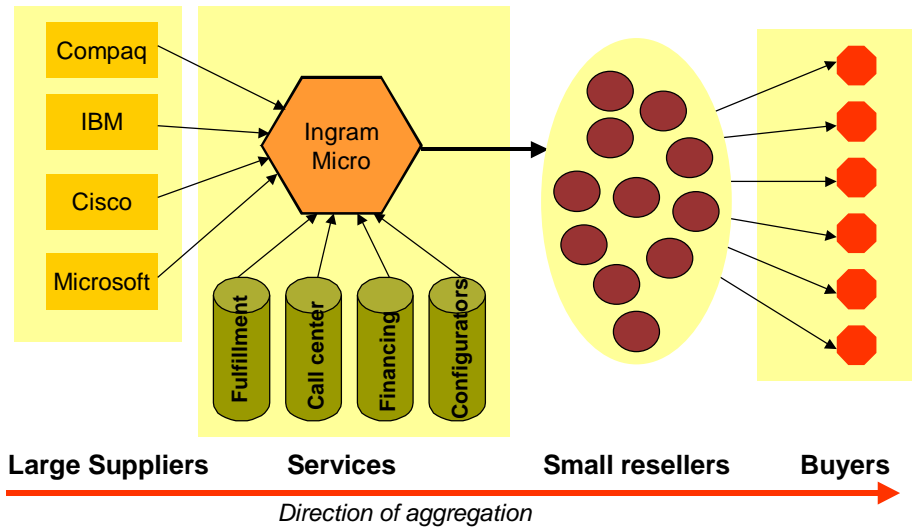 Compaq
IBM
Cisco
Microsoft
Ingram
Micro
Fulfillment
Call center
Financing
Configurators
Large Suppliers
Services
Small resellers
Buyers
Direction of aggregation